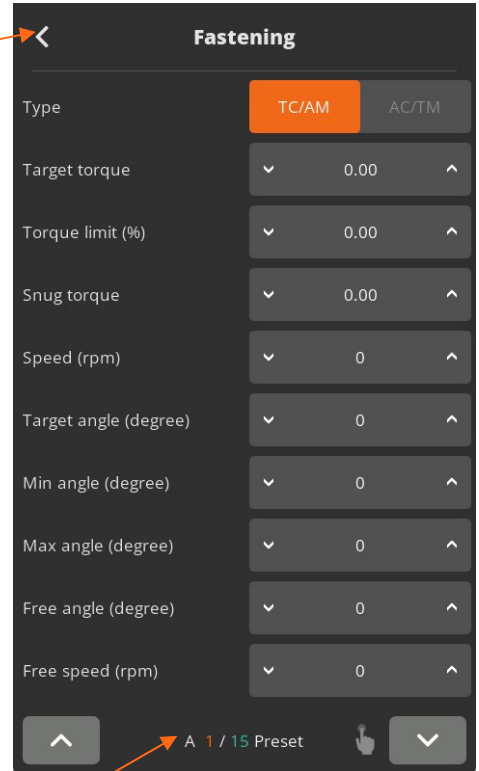 Fastening
Type TC/AM AC/TM
Target torque 0.00
Torque limit (%) 0.00
Snug torque 0.00
Speed (rpm) 0
Target angle (degree) 0
Min angle (degree) 0
Max angle (degree) 0
Free angle (degree) 0
Free speed (rpm) 0
A 1 / 15 Preset